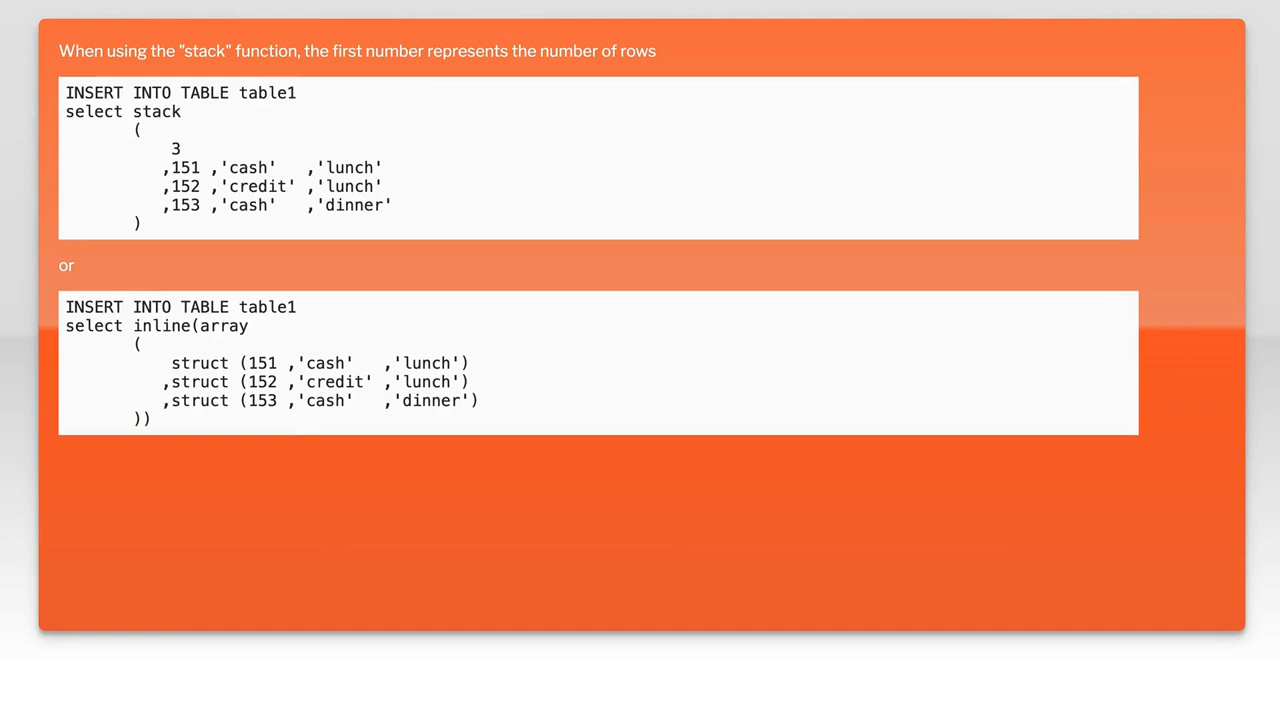 When using the "stack" function, the first number represents the number of rows
INSERT INTO TABLE table1
select stack
       (
           3
          ,151 ,'cash'   ,'lunch'
          ,152 ,'credit' ,'lunch'
          ,153 ,'cash'   ,'dinner'
       )
or
INSERT INTO TABLE table1
select inline(array
       (
           struct (151 ,'cash'   ,'lunch')
          ,struct (152 ,'credit' ,'lunch')
          ,struct (153 ,'cash'   ,'dinner')
       ))